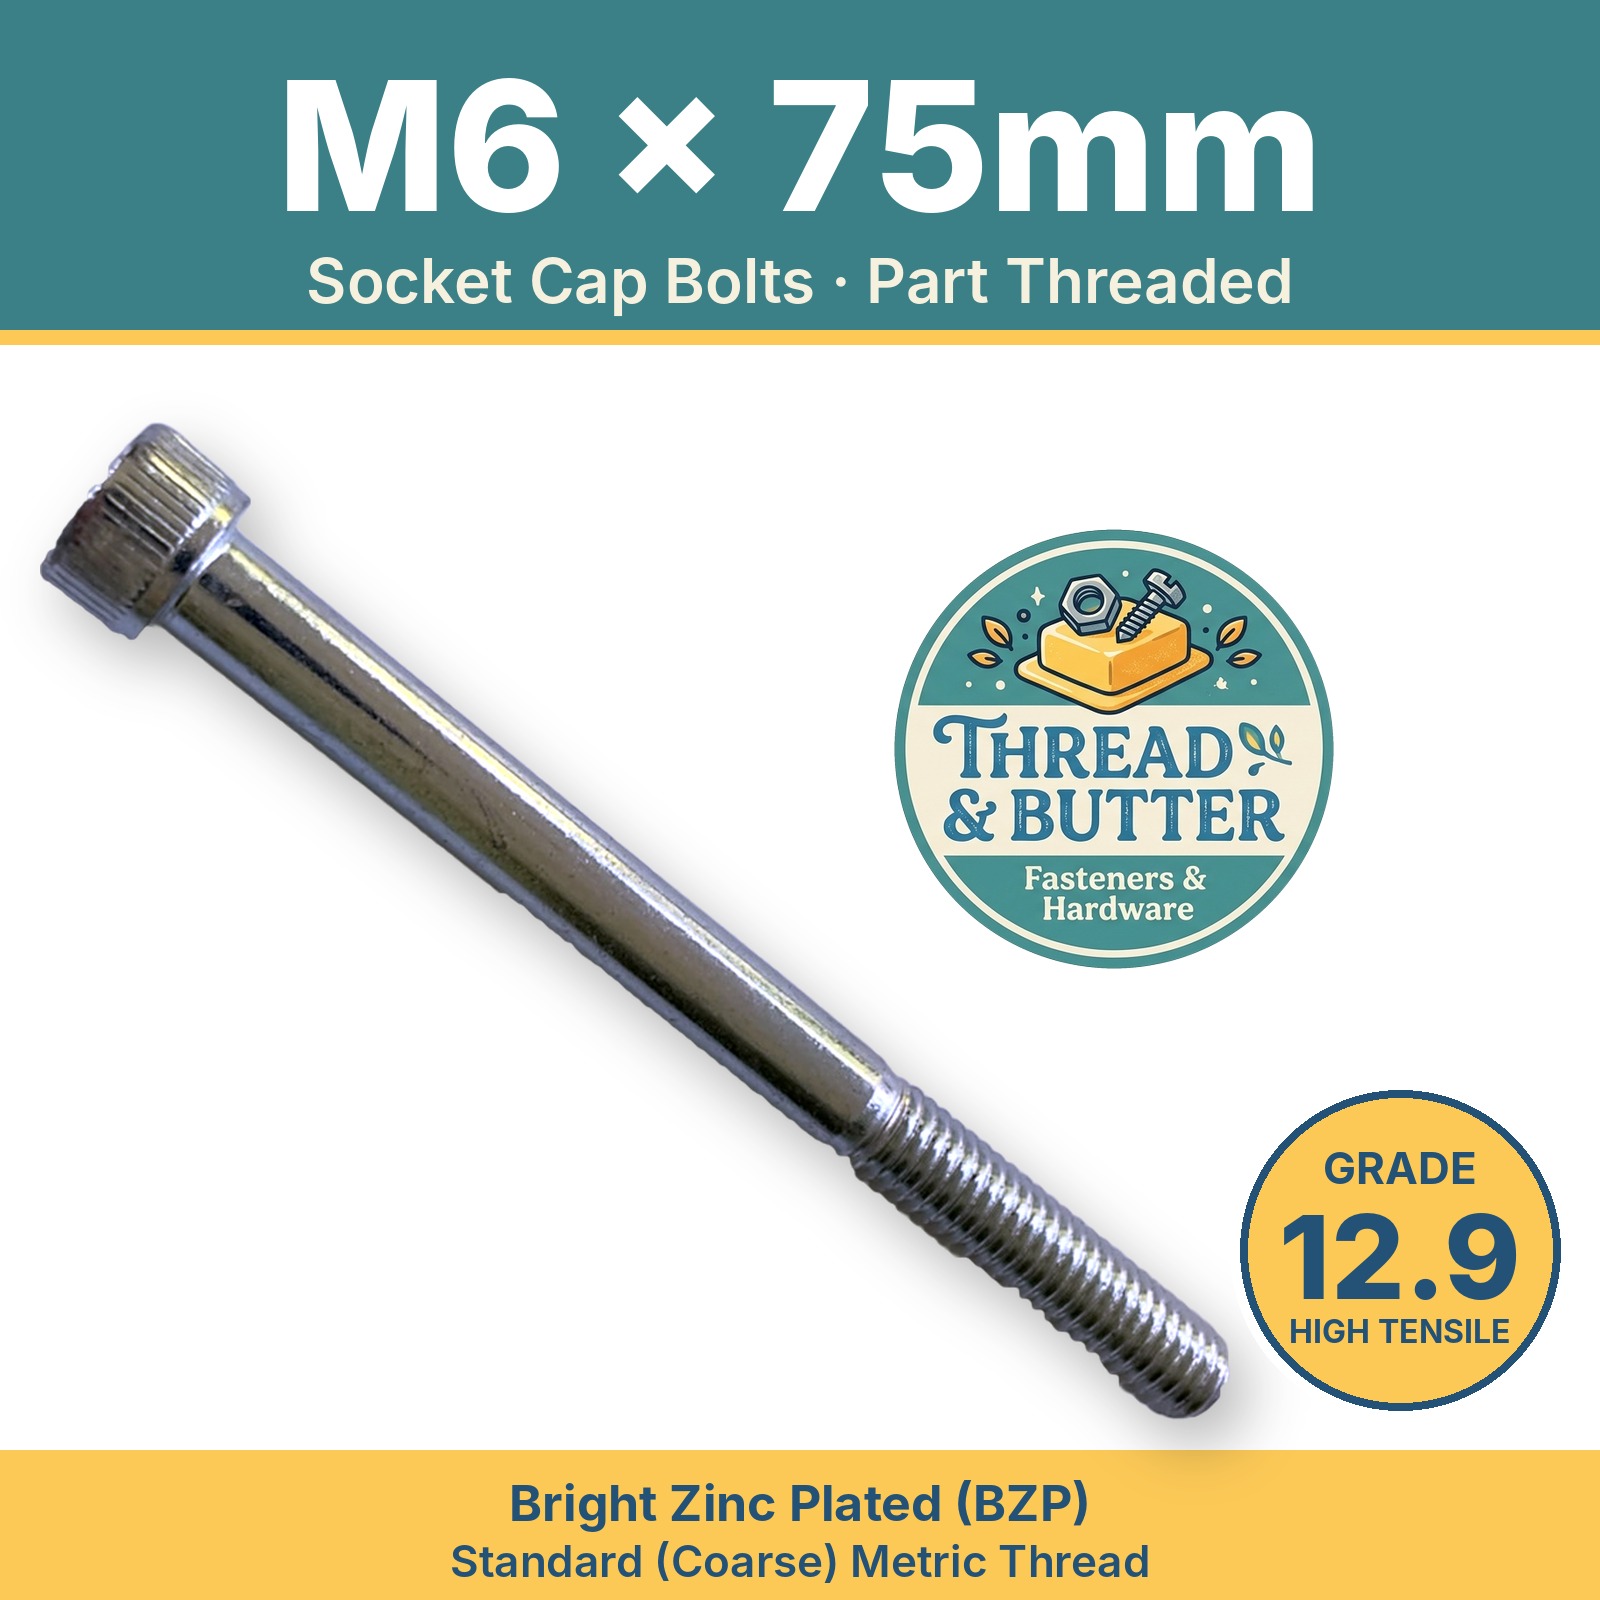 M6 × 75mm
Socket Cap Bolts · Part Threaded
THREAD
& BUTTER
Fasteners &
Hardware
GRADE
12.9
HIGH TENSILE
Bright Zinc Plated (BZP)
Standard (Coarse) Metric Thread